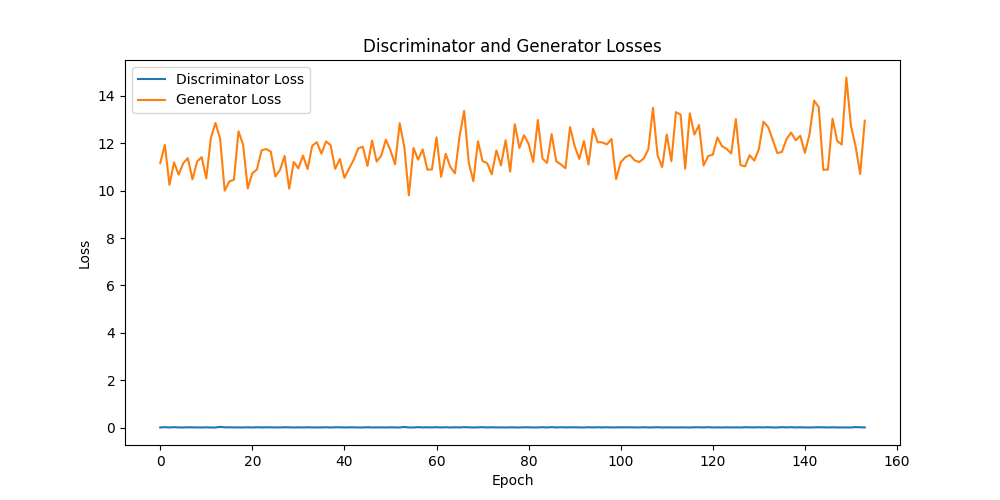 Discriminator and Generator Losses
Discriminator Loss
Generator Loss
14
12
10
8
6
4
2
0
Loss
0 20 40 60 80 100 120 140 160
Epoch